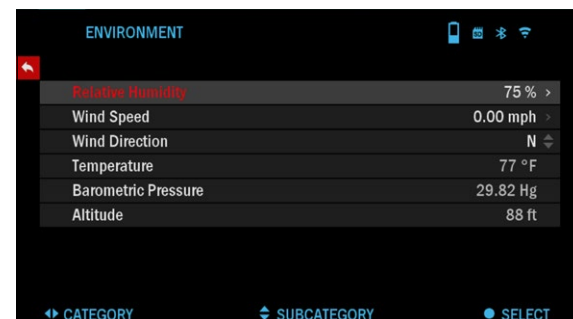 ENVIRONMENT
Relative Humidity 75 % >
Wind Speed 0.00 mph >
Wind Direction N
Temperature 77 °F
Barometric Pressure 29.82 Hg
Altitude 88 ft
CATEGORY SUBCATEGORY SELECT